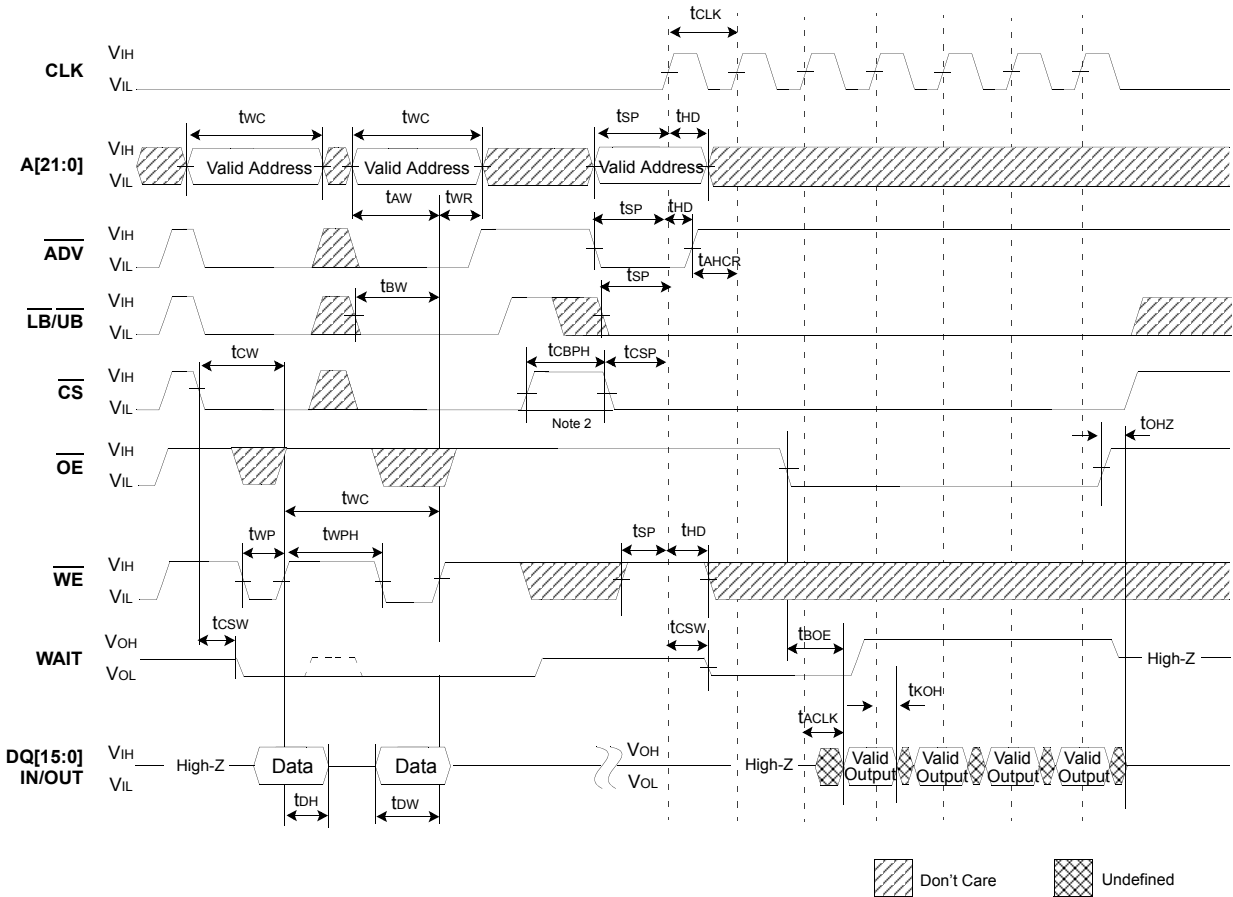 tCLK
VIH
CLK
VIL
tWC tWC tSP tHD
VIH
A[21:0] Valid Address Valid Address Valid Address
VIL
tAW tWR tSP tHD
VIH
ADV
VIL
tAHCR
tBW tSP
VIH
LB/UB
VIL
tCW tCBPH tCSP
VIH
CS
VIL
Note 2
tOHZ
VIH
OE
VIL
tWC
tWP tWPH tSP tHD
VIH
WE
VIL
tCSW tCSW tBOE
VOH
WAIT High-Z
VOL
tKOH
tACLK
DQ[15:0]
IN/OUT
VIH
VIL
High-Z Data Data
VOH
VOL
High-Z
Valid Output Valid Output Valid Output Valid Output
tDH tDW
Don't Care Undefined